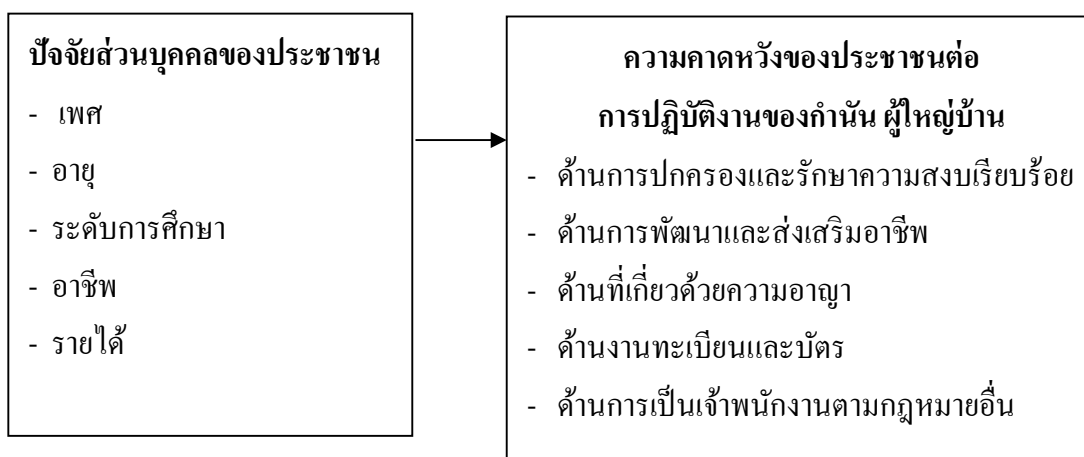 ปัจจัยส่วนบุคคลของประชาชน
- เพศ
- อายุ
- ระดับการศึกษา
- อาชีพ
- รายได้
ความคาดหวังของประชาชนต่อ
การปฏิบัติงานของกำนัน ผู้ใหญ่บ้าน
- ด้านการปกครองและรักษาความสงบเรียบร้อย
- ด้านการพัฒนาและส่งเสริมอาชีพ
- ด้านที่เกี่ยวด้วยความอาญา
- ด้านงานทะเบียนและบัตร
- ด้านการเป็นเจ้าพนักงานตามกฎหมายอื่น